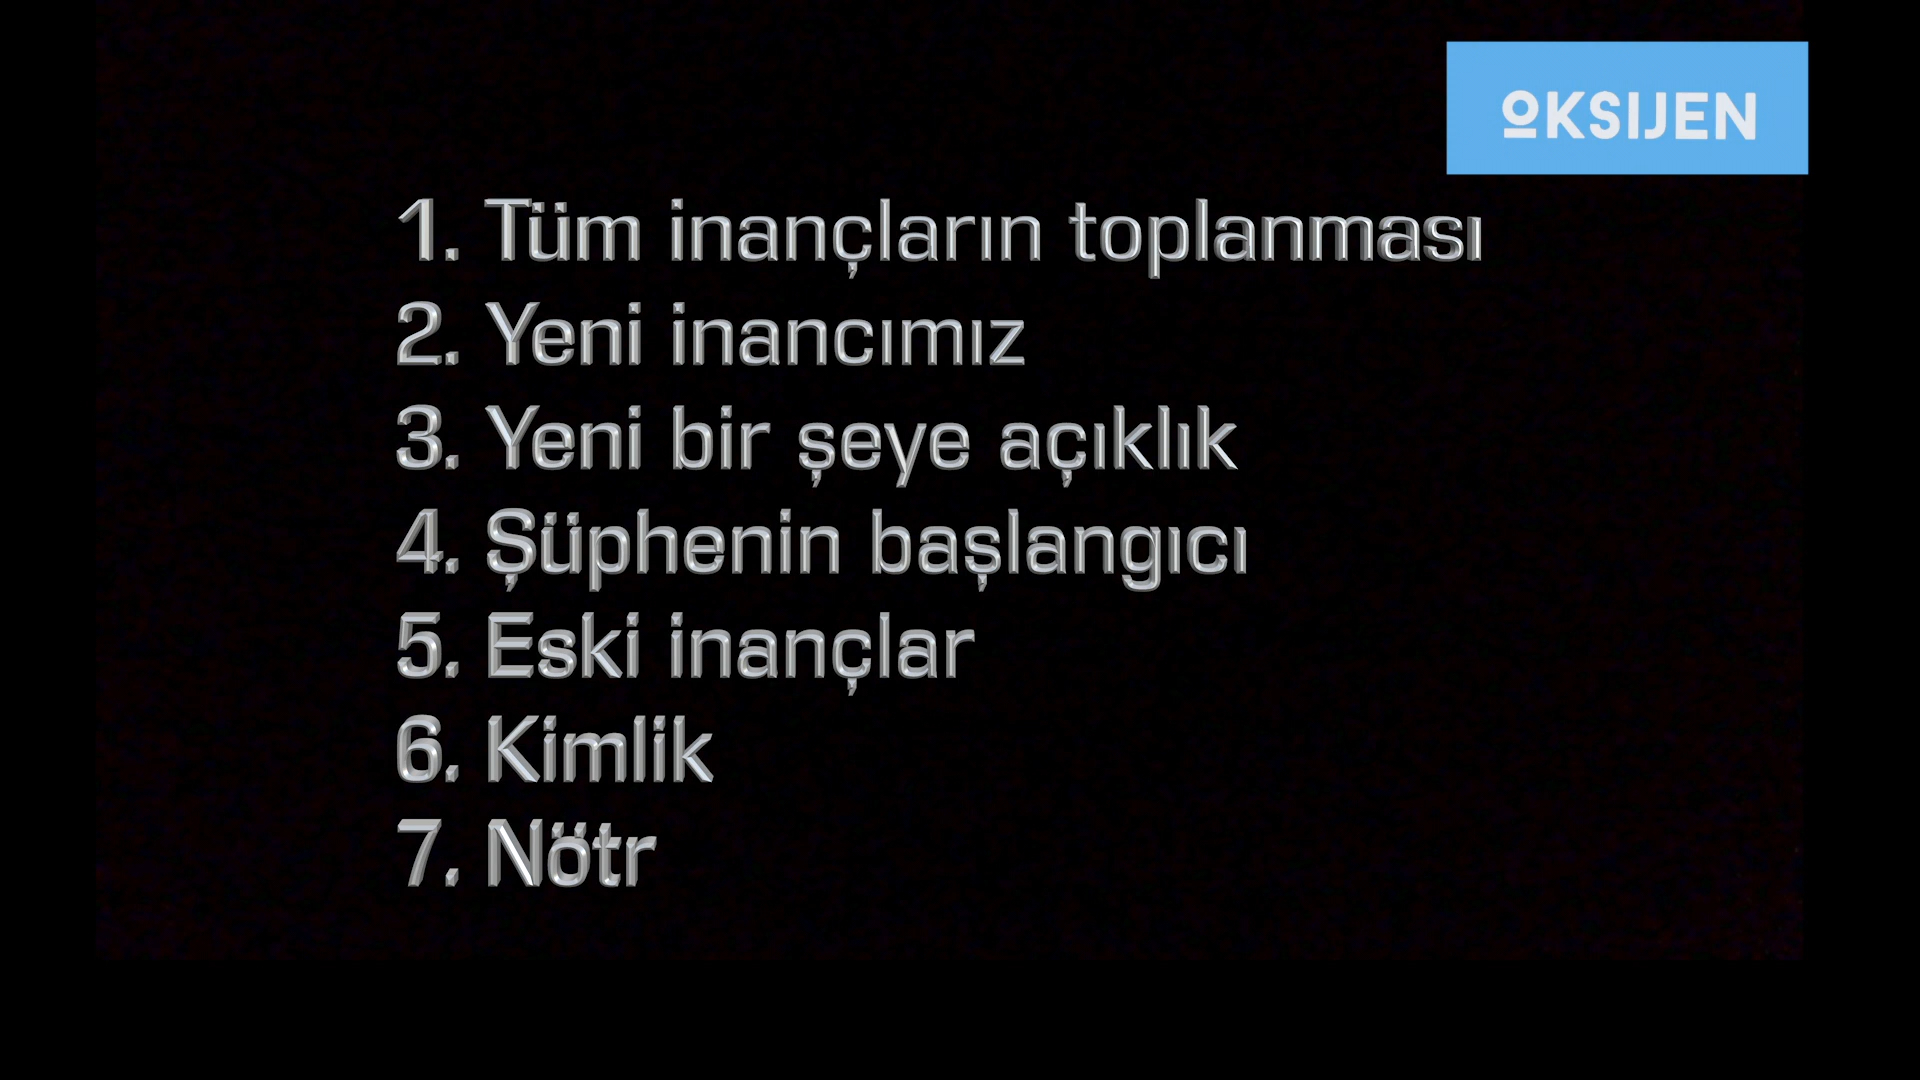 OKSIJEN
1. Tüm inançların toplanması
2. Yeni inancımız
3. Yeni bir şeye açıklık
4. Şüphenin başlangıcı
5. Eski inançlar
6. Kimlik
7. Nötr